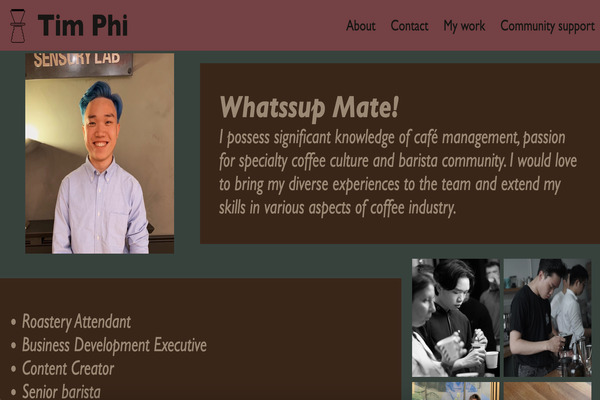 Tim Phi
About
Contact
My work
Community support
SENSORY LAB
Whatssup Mate!
I possess significant knowledge of café management, passion
for specialty coffee culture and barista community. I would love
to bring my diverse experiences to the team and extend my
skills in various aspects of coffee industry.
• Roastery Attendant
• Business Development Executive
• Content Creator
• Senior barista